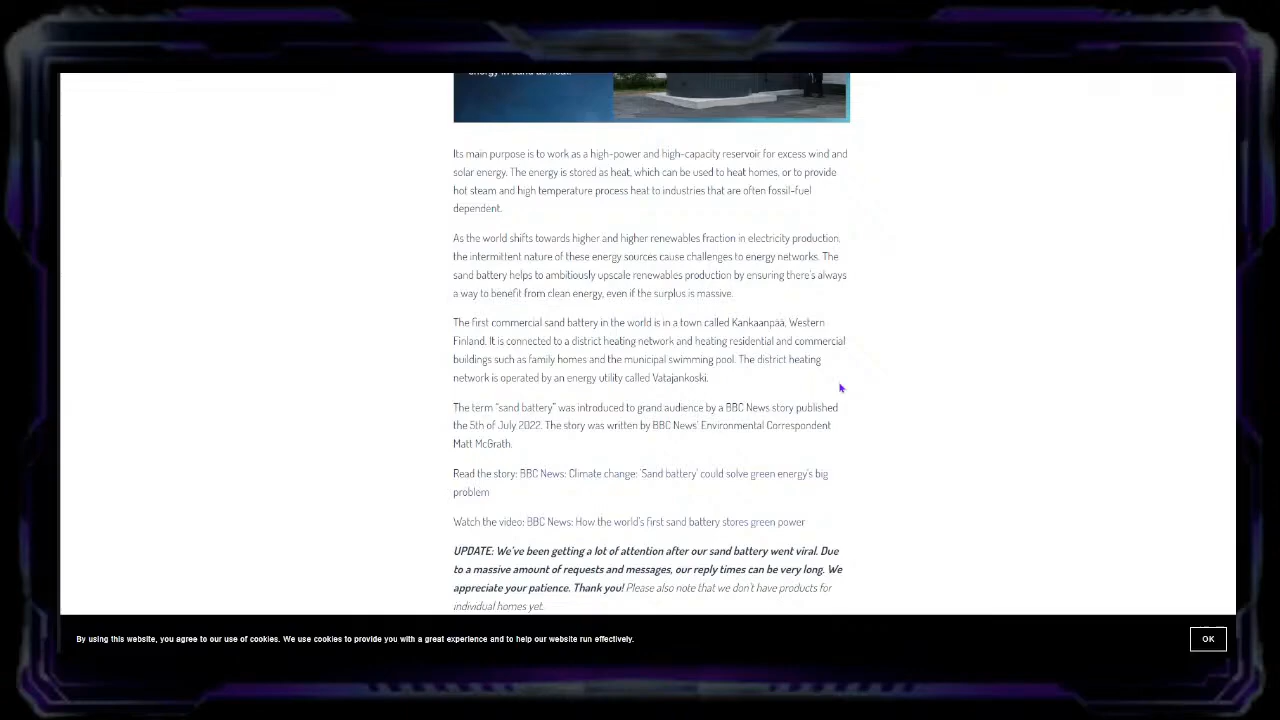 energy in sand as heat.
Its main purpose is to work as a high-power and high-capacity reservoir for excess wind and
solar energy. The energy is stored as heat, which can be used to heat homes, or to provide
hot steam and high temperature process heat to industries that are often fossil-fuel
dependent.
As the world shifts towards higher and higher renewables fraction in electricity production,
the intermittent nature of these energy sources cause challenges to energy networks. The
sand battery helps to ambitiously upscale renewables production by ensuring there's always
a way to benefit from clean energy, even if the surplus is massive.
The first commercial sand battery in the world is in a town called Kankaanpää, Western
Finland. It is connected to a district heating network and heating residential and commercial
buildings such as family homes and the municipal swimming pool. The district heating
network is operated by an energy utility called Vatajankoski.
The term “sand battery” was introduced to grand audience by a BBC News story published
the 5th of July 2022. The story was written by BBC News' Environmental Correspondent
Matt McGrath.
Read the story: BBC News: Climate change: 'Sand battery' could solve green energy's big
problem
Watch the video: BBC News: How the world's first sand battery stores green power
UPDATE: We've been getting a lot of attention after our sand battery went viral. Due
to a massive amount of requests and messages, our reply times can be very long. We
appreciate your patience. Thank you! Please also note that we don't have products for
individual homes yet.
By using this website, you agree to our use of cookies. We use cookies to provide you with a great experience and to help our website run effectively.
OK